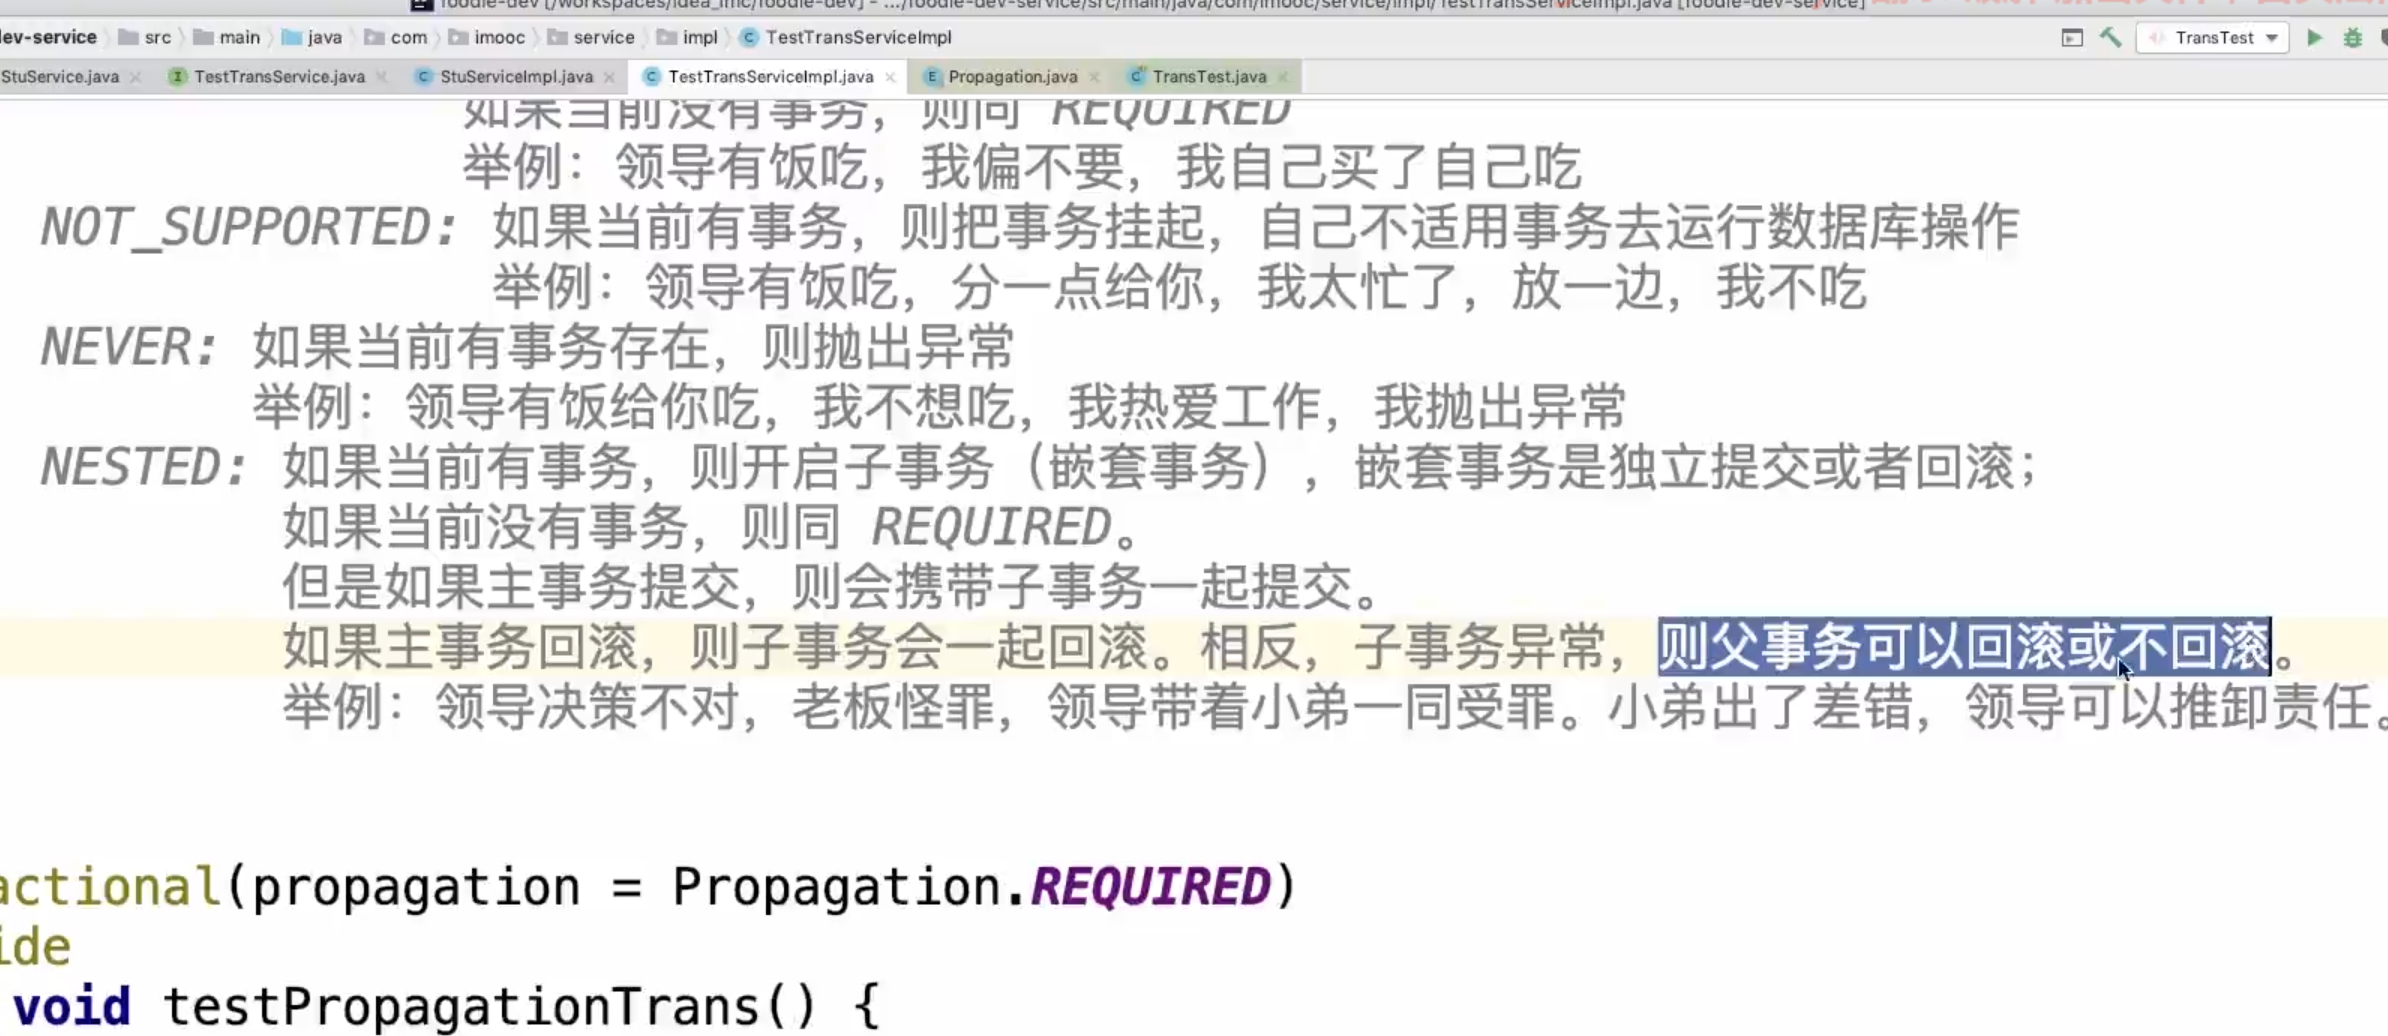 foodie-dev [/workspaces/idea_imc/foodie-dev] - .../foodie-dev-service/src/main/java/com/imooc/service/impl/TestTransServiceImpl.java [foodie-dev-service]
dev-service src main java com imooc service impl TestTransServiceImpl TransTest
StuService.java TestTransService.java StuServiceImpl.java TestTransServiceImpl.java Propagation.java TransTest.java
如果当前没有事务，则同 REQUIRED
举例：领导有饭吃，我偏不要，我自己买了自己吃
NOT_SUPPORTED: 如果当前有事务，则把事务挂起，自己不适用事务去运行数据库操作
举例：领导有饭吃，分一点给你，我太忙了，放一边，我不吃
NEVER: 如果当前有事务存在，则抛出异常
举例：领导有饭给你吃，我不想吃，我热爱工作，我抛出异常
NESTED: 如果当前有事务，则开启子事务（嵌套事务），嵌套事务是独立提交或者回滚；
如果当前没有事务，则同 REQUIRED。
但是如果主事务提交，则会携带子事务一起提交。
如果主事务回滚，则子事务会一起回滚。相反，子事务异常，则父事务可以回滚或不回滚。
举例：领导决策不对，老板怪罪，领导带着小弟一同受罪。小弟出了差错，领导可以推卸责任。
actional(propagation = Propagation.REQUIRED)
ide
void testPropagationTrans() {